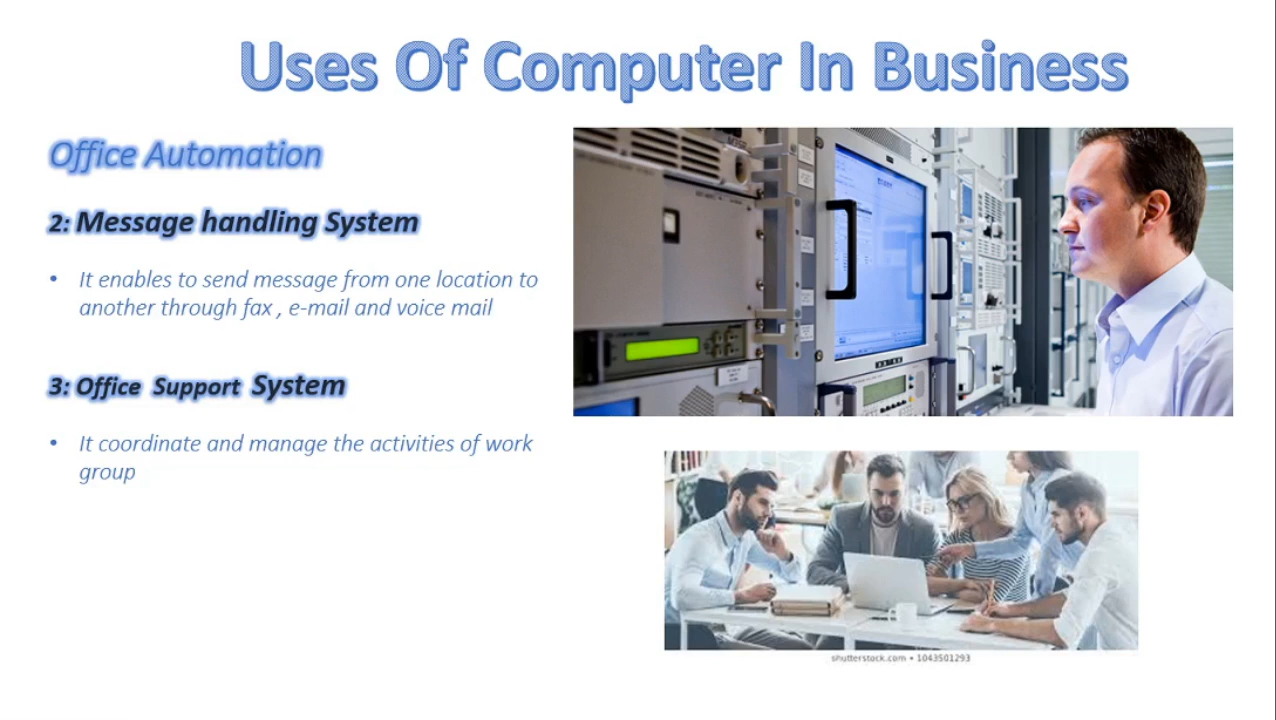 Uses Of Computer In Business
Office Automation
2: Message handling System
• It enables to send message from one location to
another through fax , e-mail and voice mail
3: Office Support System
• It coordinate and manage the activities of work
group
shutterstock.com • 1043501293